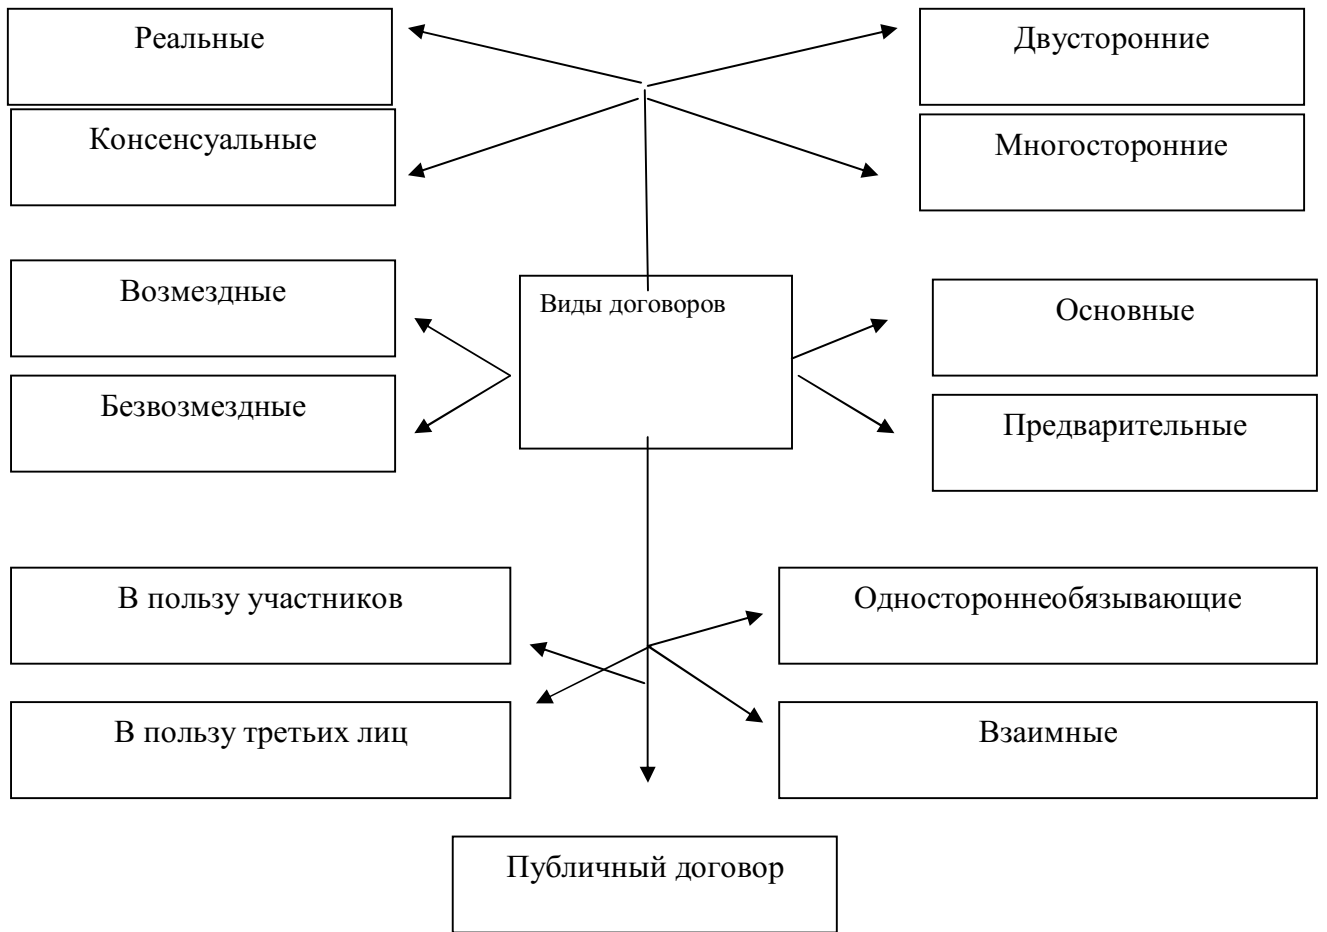 Реальные
Двусторонние
Консенсуальные
Многосторонние
Возмездные
Виды договоров
Основные
Безвозмездные
Предварительные
В пользу участников
Одностороннеобязывающие
В пользу третьих лиц
Взаимные
Публичный договор